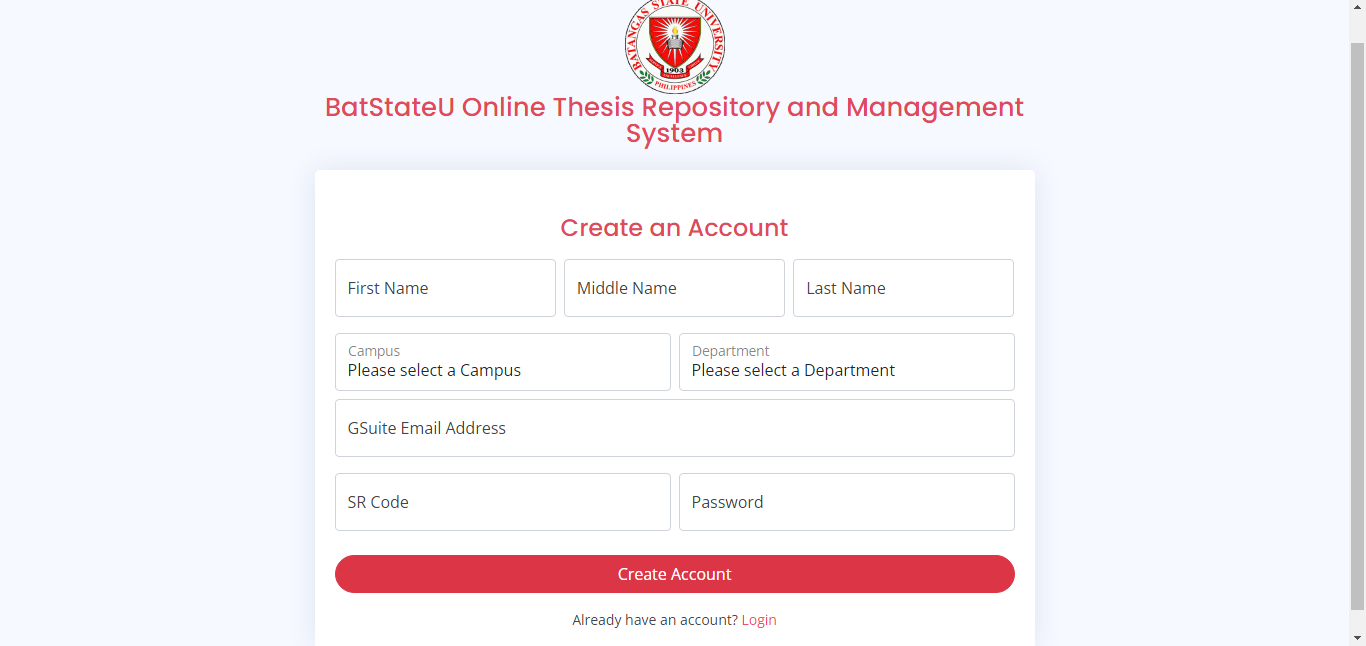 BATANGAS STATE UNIVERSITY
1903
PHILIPPINES
BatStateU Online Thesis Repository and Management
System
Create an Account
First Name
Middle Name
Last Name
Campus
Please select a Campus
Department
Please select a Department
GSuite Email Address
SR Code
Password
Create Account
Already have an account? Login